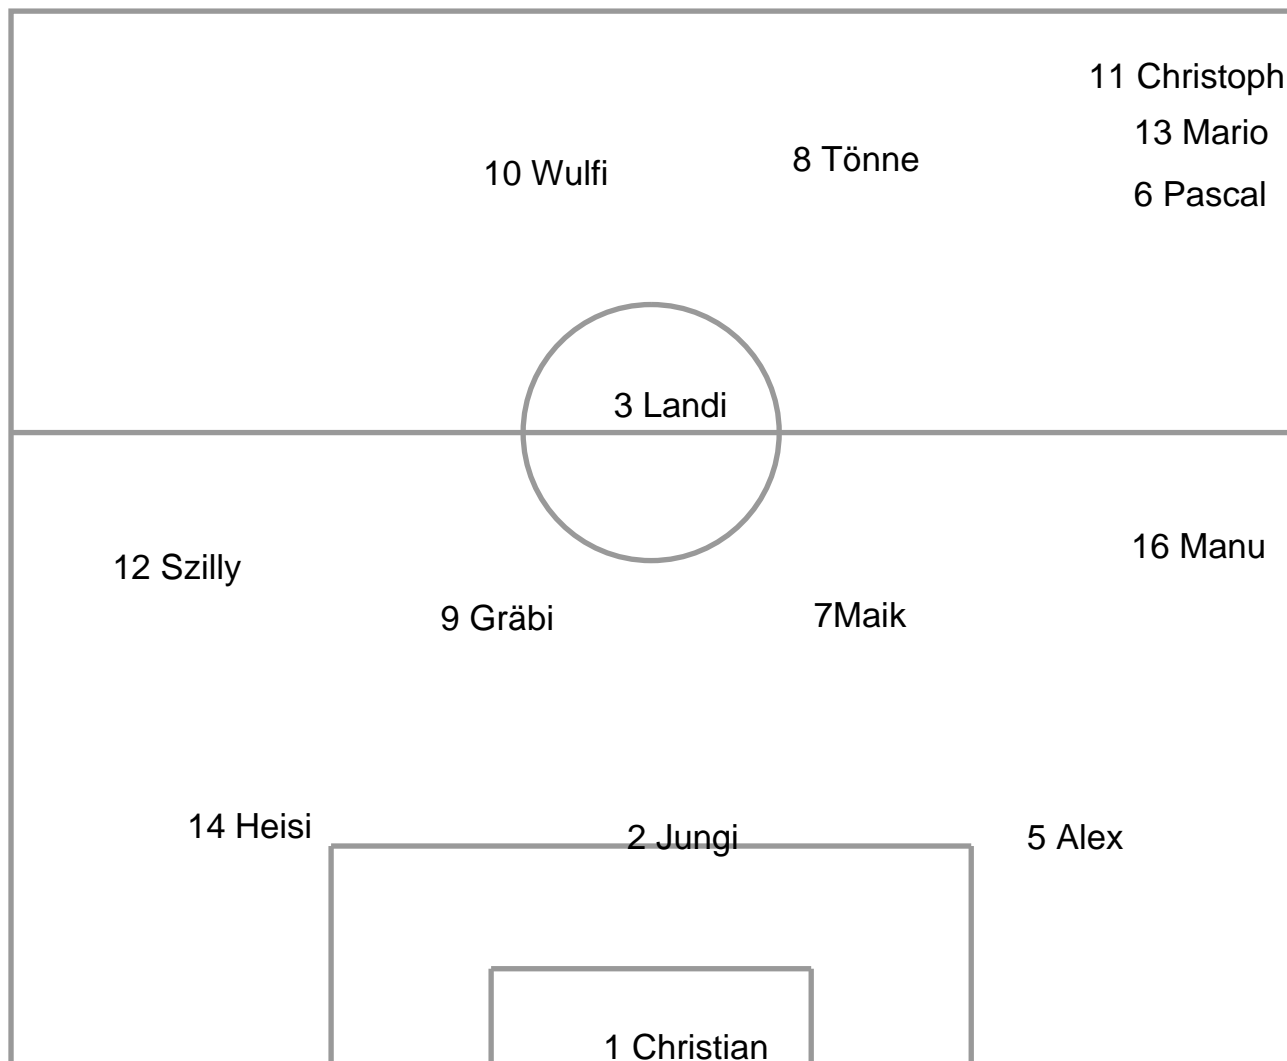 11 Christoph
13 Mario
8 Tönne
10 Wulfi
6 Pascal
3 Landi
16 Manu
12 Szilly
7Maik
9 Gräbi
14 Heisi
2 Jungi
5 Alex
1 Christian